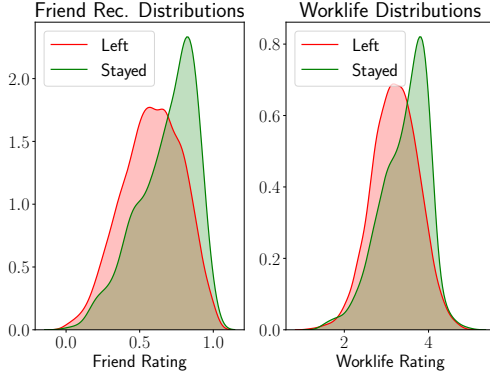 Friend Rec. Distributions
Left
Stayed
2.0
1.5
1.0
0.5
0.0
0.0 0.5 1.0
Friend Rating
Worklife Distributions
Left
Stayed
0.8
0.6
0.4
0.2
0.0
2 4
Worklife Rating